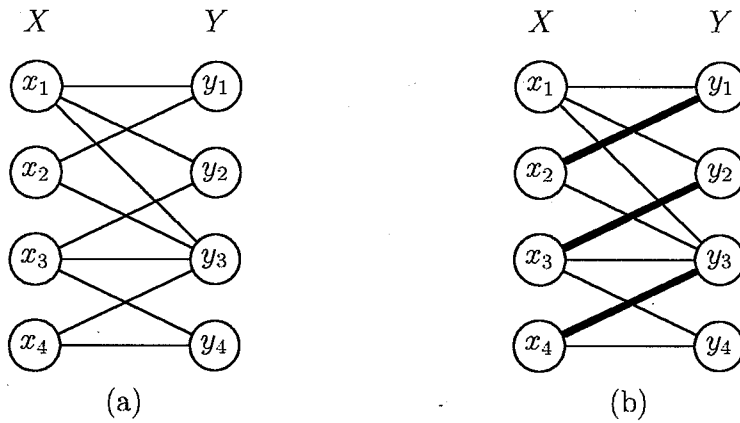 X Y X Y
x₁ y₁ x₁ y₁
x₂ y₂ x₂ y₂
x₃ y₃ x₃ y₃
x₄ y₄ x₄ y₄
(a) (b)